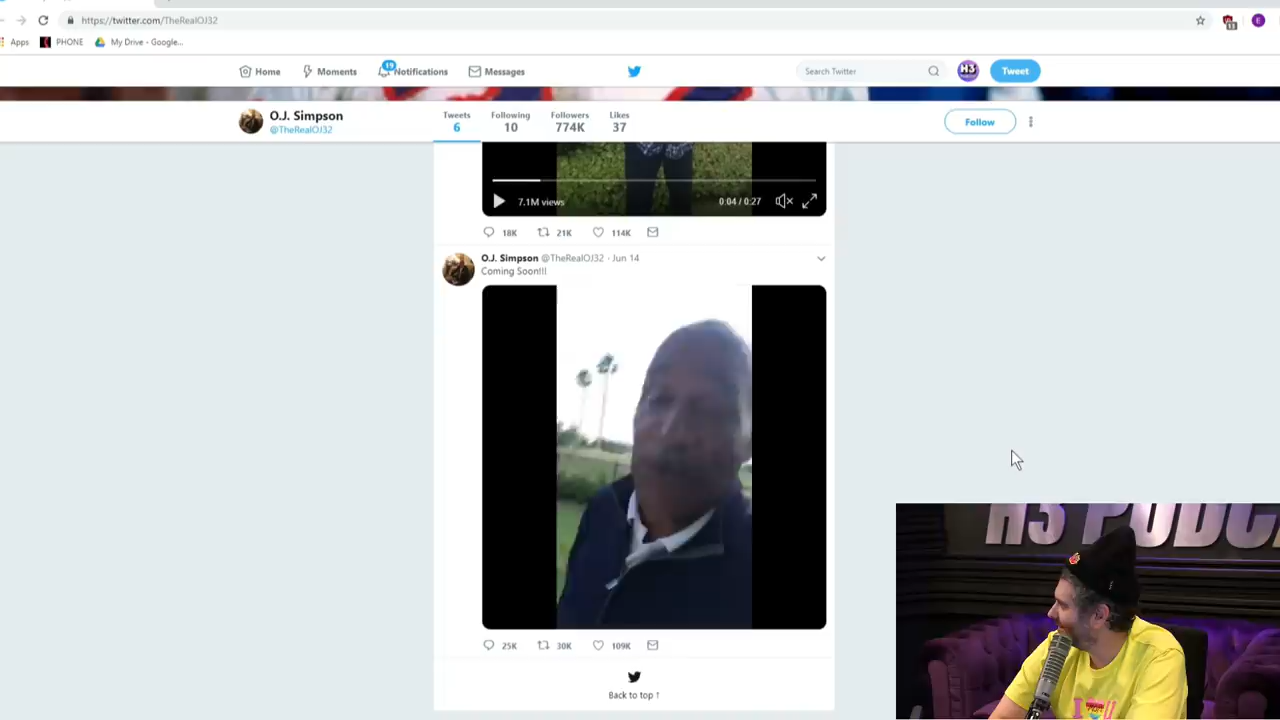 https://twitter.com/TheRealOJ32
Apps PHONE My Drive - Google...
13
E
Home Moments 19 Notifications Messages Search Twitter H3 PODCAST Tweet
O.J. Simpson
@TheRealOJ32
Tweets Following Followers Likes
6 10 774K 37
Follow
7.1M views 0:04 / 0:27
18K 21K 114K
O.J. Simpson @TheRealOJ32 · Jun 14
Coming Soon!!!
25K 30K 109K
Back to top ↑
H3 PODC